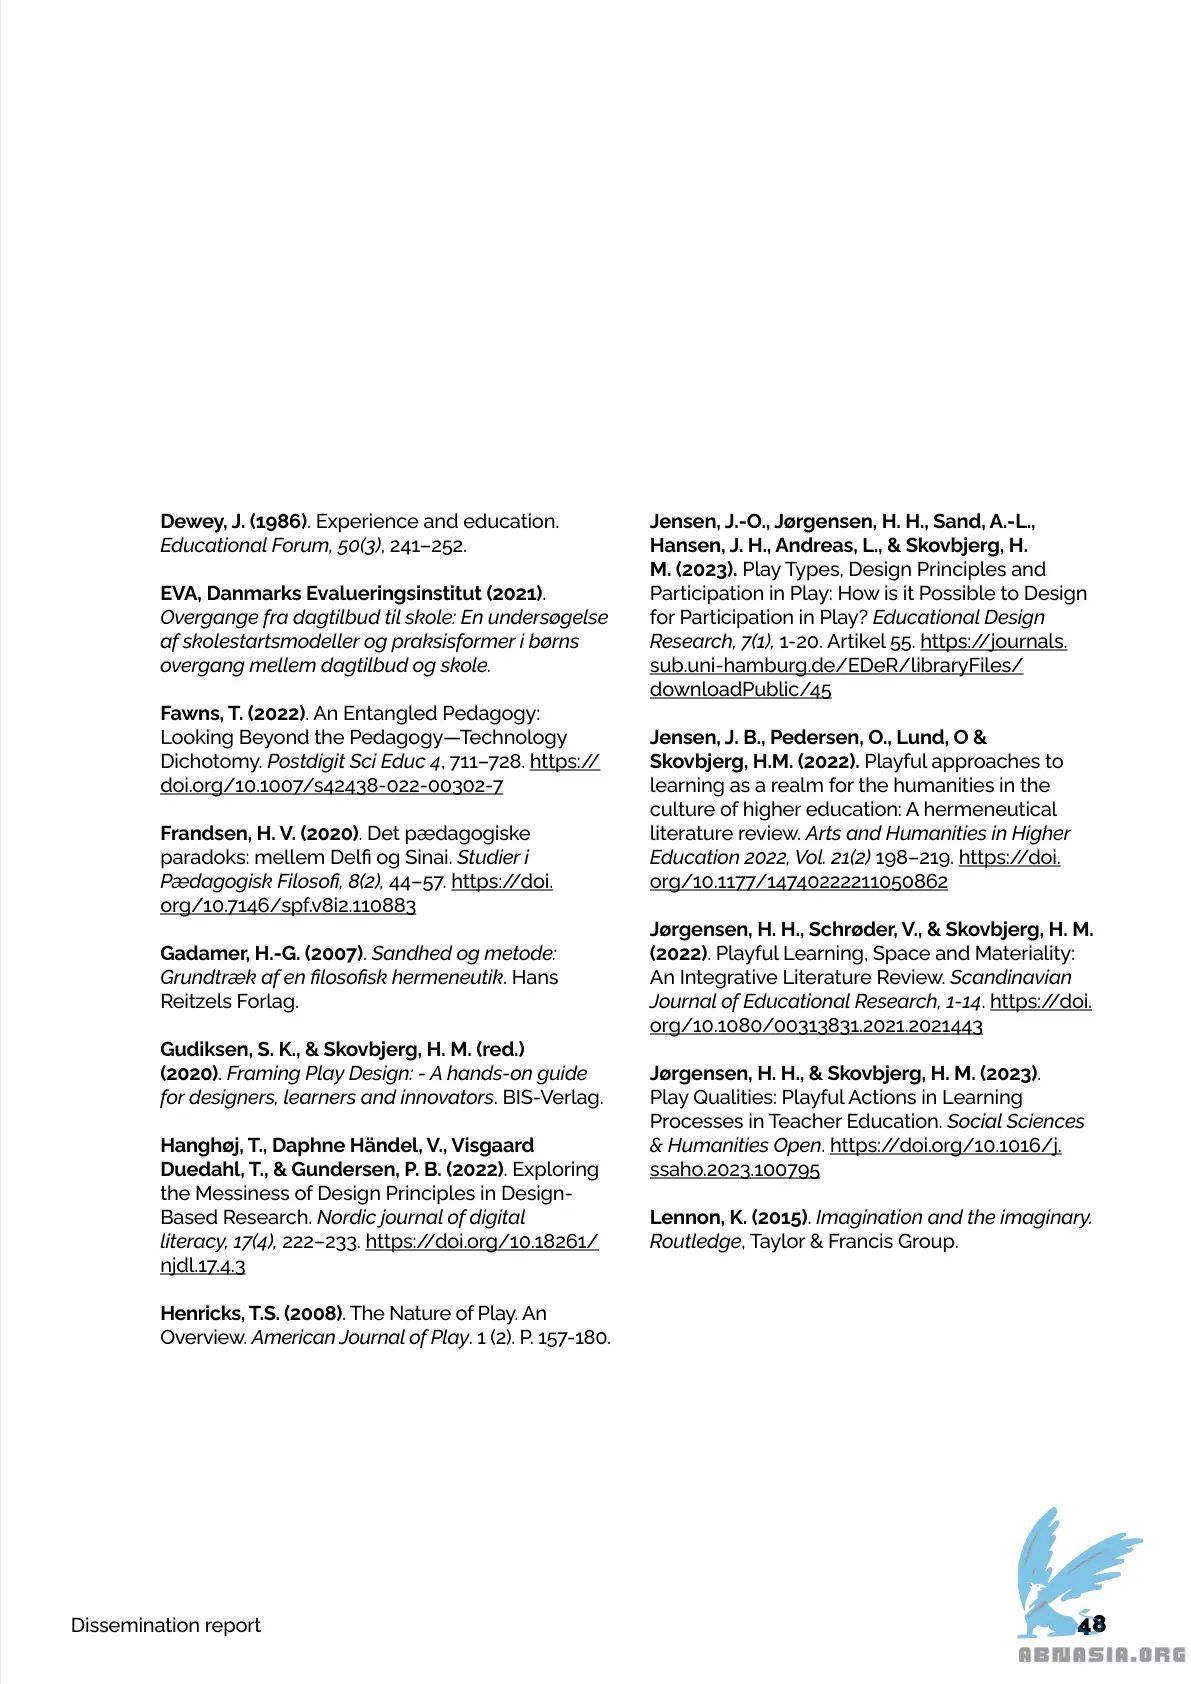 Dewey, J. (1986). Experience and education.
Educational Forum, 50(3), 241–252.
EVA, Danmarks Evalueringsinstitut (2021).
Overgange fra dagtilbud til skole: En undersøgelse
af skolestartsmodeller og praksisformer i børns
overgang mellem dagtilbud og skole.
Fawns, T. (2022). An Entangled Pedagogy:
Looking Beyond the Pedagogy—Technology
Dichotomy. Postdigit Sci Educ 4, 711–728. https://
doi.org/10.1007/s42438-022-00302-7
Frandsen, H. V. (2020). Det pædagogiske
paradoks: mellem Delfi og Sinai. Studier i
Pædagogisk Filosofi, 8(2), 44–57. https://doi.
org/10.7146/spf.v8i2.110883
Gadamer, H.-G. (2007). Sandhed og metode:
Grundtræk af en filosofisk hermeneutik. Hans
Reitzels Forlag.
Gudiksen, S. K., & Skovbjerg, H. M. (red.)
(2020). Framing Play Design: - A hands-on guide
for designers, learners and innovators. BIS-Verlag.
Hanghøj, T., Daphne Händel, V., Visgaard
Duedahl, T., & Gundersen, P. B. (2022). Exploring
the Messiness of Design Principles in Design-
Based Research. Nordic journal of digital
literacy, 17(4), 222–233. https://doi.org/10.18261/
njdl.17.4.3
Henricks, T.S. (2008). The Nature of Play. An
Overview. American Journal of Play. 1 (2). P. 157-180.
Jensen, J.-O., Jørgensen, H. H., Sand, A.-L.,
Hansen, J. H., Andreas, L., & Skovbjerg, H.
M. (2023). Play Types, Design Principles and
Participation in Play: How is it Possible to Design
for Participation in Play? Educational Design
Research, 7(1), 1-20. Artikel 55. https://journals.
sub.uni-hamburg.de/EDeR/libraryFiles/
downloadPublic/45
Jensen, J. B., Pedersen, O., Lund, O &
Skovbjerg, H.M. (2022). Playful approaches to
learning as a realm for the humanities in the
culture of higher education: A hermeneutical
literature review. Arts and Humanities in Higher
Education 2022, Vol. 21(2) 198–219. https://doi.
org/10.1177/14740222211050862
Jørgensen, H. H., Schrøder, V., & Skovbjerg, H. M.
(2022). Playful Learning, Space and Materiality:
An Integrative Literature Review. Scandinavian
Journal of Educational Research, 1-14. https://doi.
org/10.1080/00313831.2021.2021443
Jørgensen, H. H., & Skovbjerg, H. M. (2023).
Play Qualities: Playful Actions in Learning
Processes in Teacher Education. Social Sciences
& Humanities Open. https://doi.org/10.1016/j.
ssaho.2023.100795
Lennon, K. (2015). Imagination and the imaginary.
Routledge, Taylor & Francis Group.
Dissemination report
48
ABNASIA.ORG